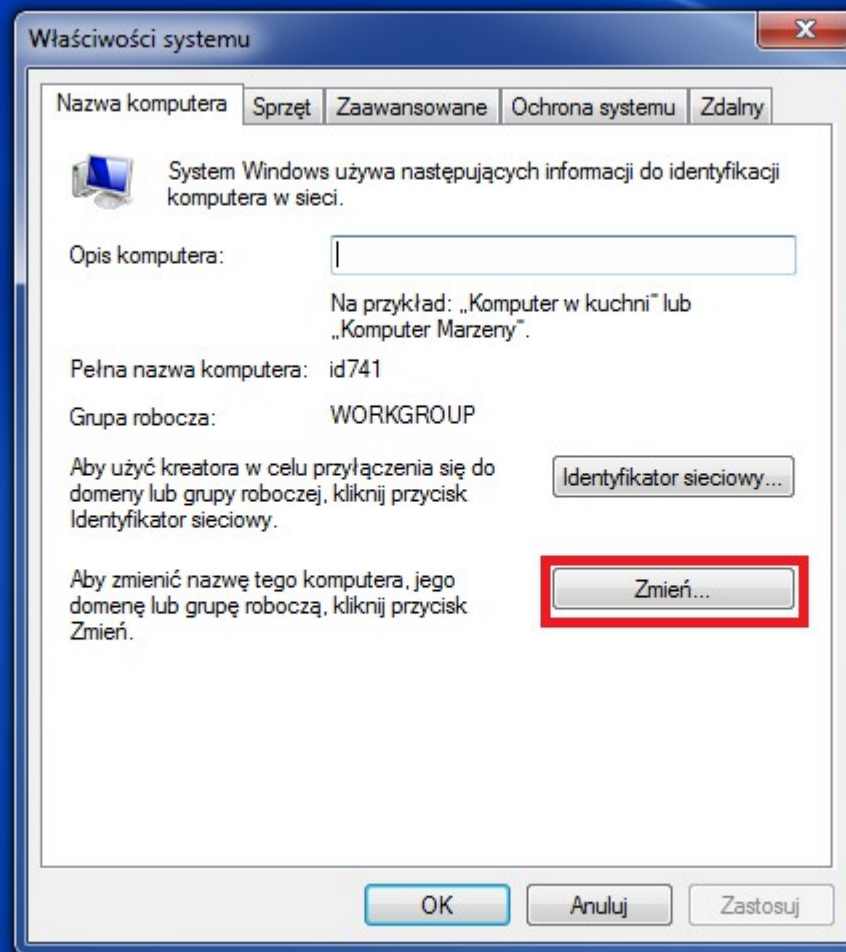 Właściwości systemu
Nazwa komputera Sprzęt Zaawansowane Ochrona systemu Zdalny
System Windows używa następujących informacji do identyfikacji
komputera w sieci.
Opis komputera:
Na przykład: „Komputer w kuchni" lub
„Komputer Marzeny".
Pełna nazwa komputera: id741
Grupa robocza: WORKGROUP
Aby użyć kreatora w celu przyłączenia się do
domeny lub grupy roboczej, kliknij przycisk
Identyfikator sieciowy.
Identyfikator sieciowy...
Aby zmienić nazwę tego komputera, jego
domenę lub grupę roboczą, kliknij przycisk
Zmień.
Zmień...
OK Anuluj Zastosuj